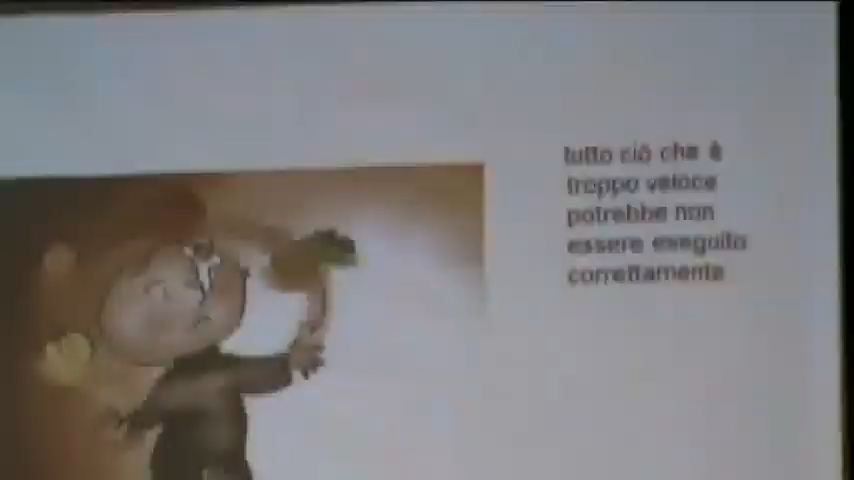 tutto ciò che è
troppo veloce
potrebbe non
essere eseguito
correttamente